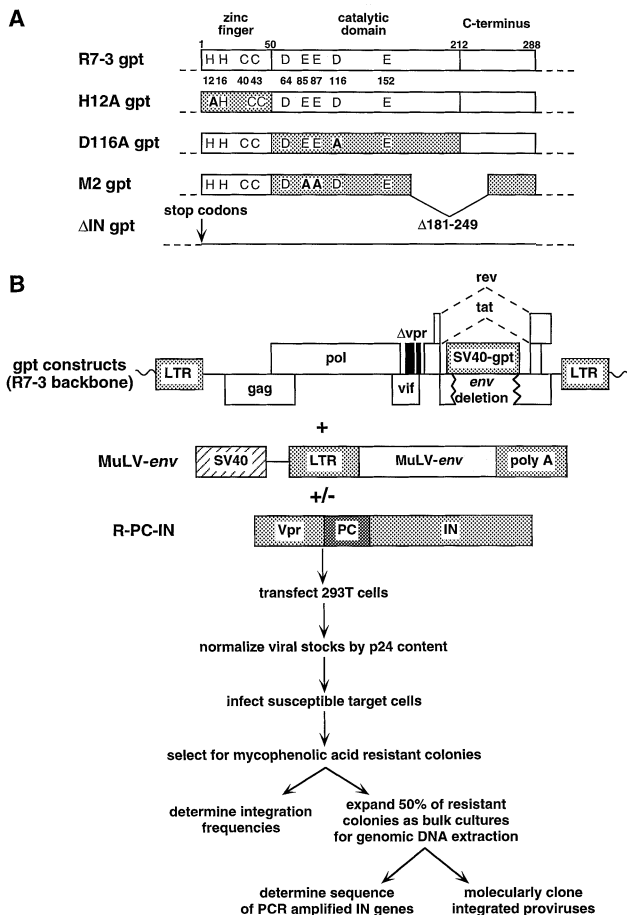 A
zinc finger
catalytic domain
C-terminus
1 50 212 288
R7-3 gpt H H C C D E E D E
12 16 40 43 64 85 87 116 152
H12A gpt A H C C D E E D E
D116A gpt H H C C D E E A E
M2 gpt H H C C D A A D E
stop codons
Δ181-249
ΔIN gpt
B
rev
tat
Δvpr
gpt constructs
(R7-3 backbone)
LTR
pol
SV40-gpt
LTR
gag
vif
env
deletion
+
MuLV-env SV40 LTR MuLV-env poly A
+/-
R-PC-IN Vpr PC IN
transfect 293T cells
normalize viral stocks by p24 content
infect susceptible target cells
select for mycophenolic acid resistant colonies
determine integration
frequencies
expand 50% of resistant
colonies as bulk cultures
for genomic DNA extraction
determine sequence
of PCR amplified IN genes
molecularly clone
integrated proviruses